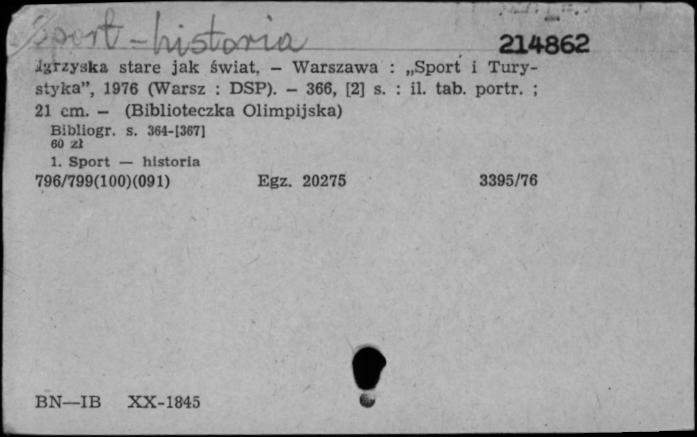 Sport - historia
214862
Igrzyska stare jak świat. – Warszawa : „Sport i Tury-
styka”, 1976 (Warsz : DSP). – 366, [2] s. : il. tab. portr. ;
21 cm. – (Biblioteczka Olimpijska)
Bibliogr. s. 364-[367]
60 zł
1. Sport — historia
796/799(100)(091) Egz. 20275 3395/76
BN—IB XX-1845